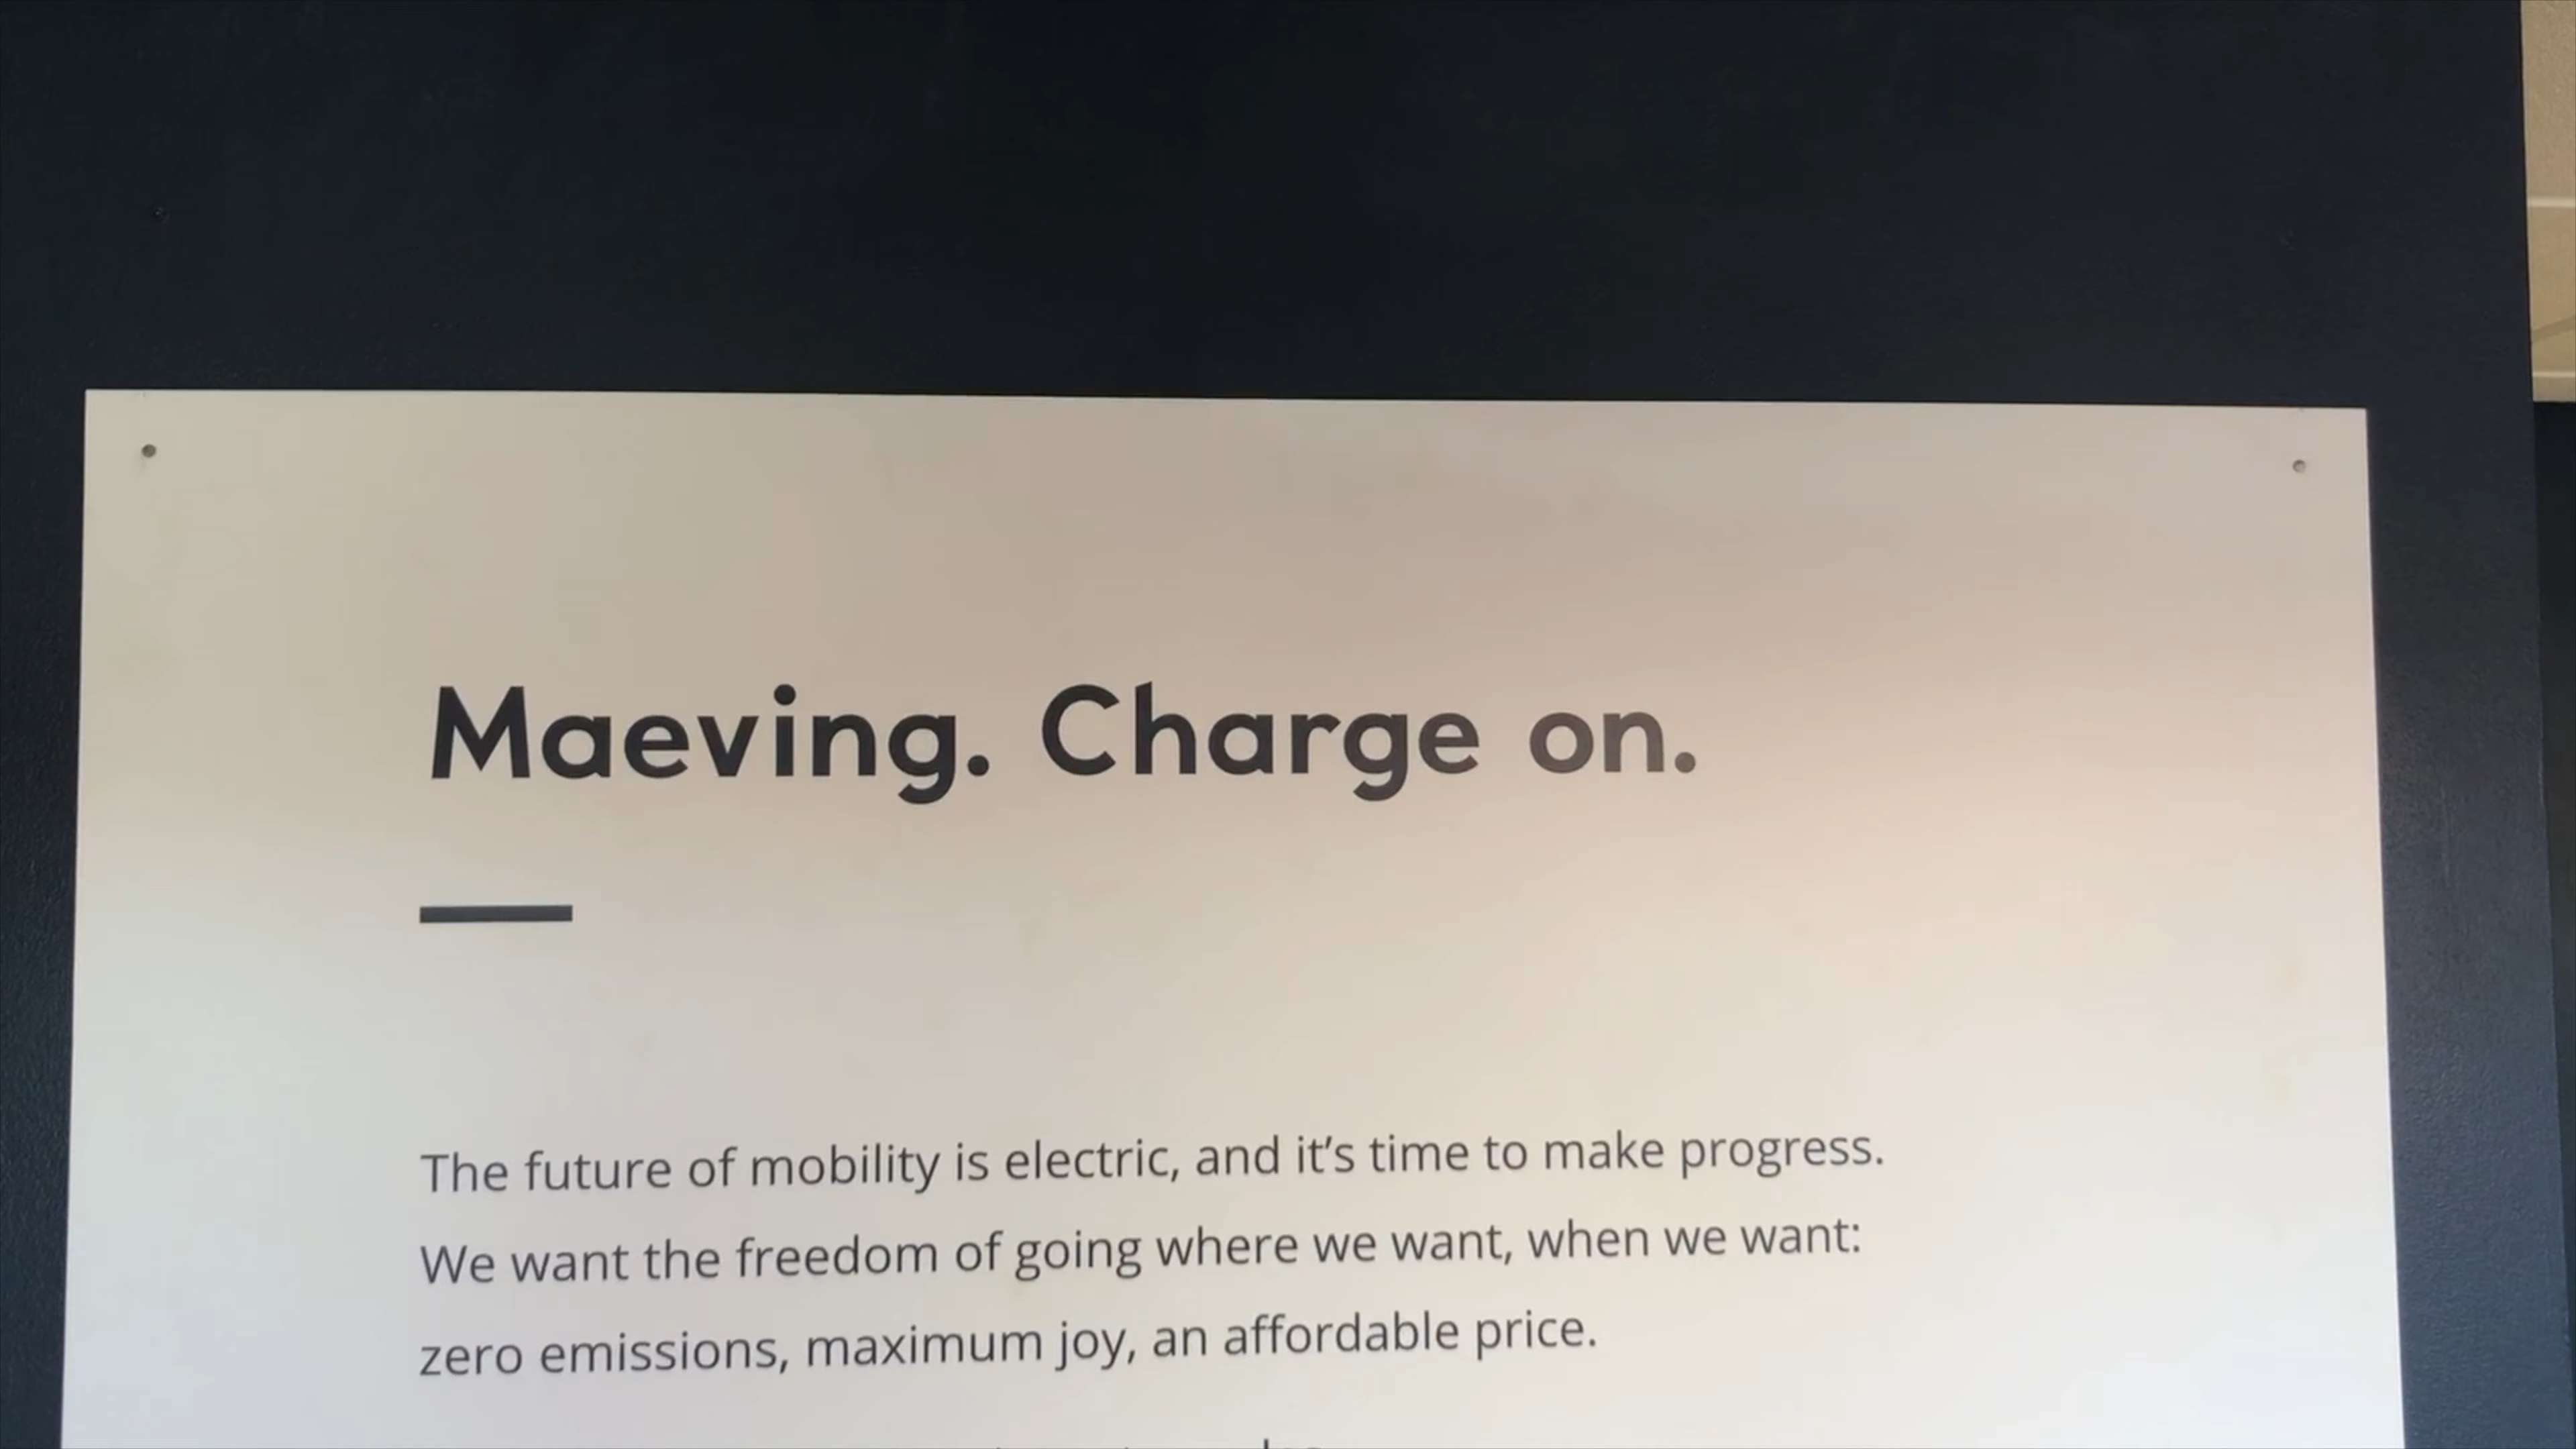 Maeving. Charge on.
The future of mobility is electric, and it's time to make progress.
We want the freedom of going where we want, when we want:
zero emissions, maximum joy, an affordable price.